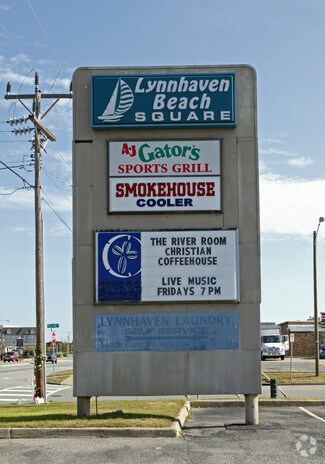 Lynnhaven
Beach
SQUARE
AJ Gator's
SPORTS GRILL
SMOKEHOUSE
COOLER
THE RIVER ROOM
CHRISTIAN
COFFEEHOUSE
LIVE MUSIC
FRIDAYS 7 PM
LYNNHAVEN LAUNDRY
SELF SERVICE